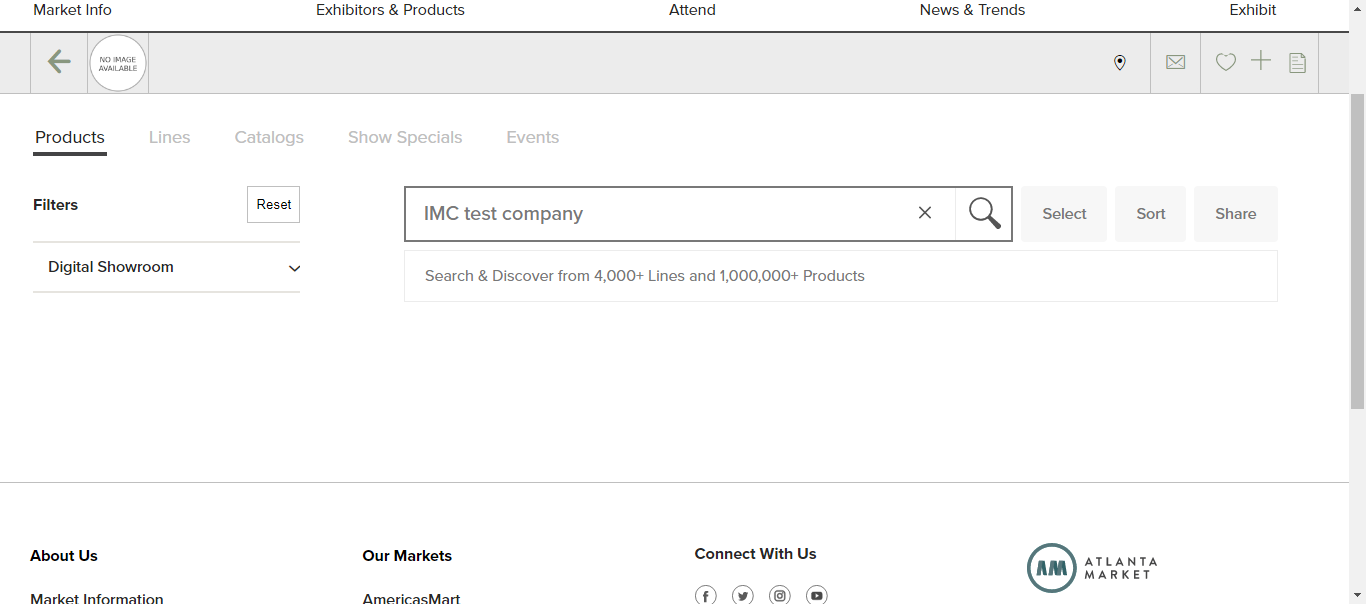 Market Info Exhibitors & Products Attend News & Trends Exhibit
NO IMAGE
AVAILABLE
Products Lines Catalogs Show Specials Events
Filters Reset
IMC test company Select Sort Share
Digital Showroom
Search & Discover from 4,000+ Lines and 1,000,000+ Products
About Us Our Markets Connect With Us
AM ATLANTA
MARKET
Market Information AmericasMart